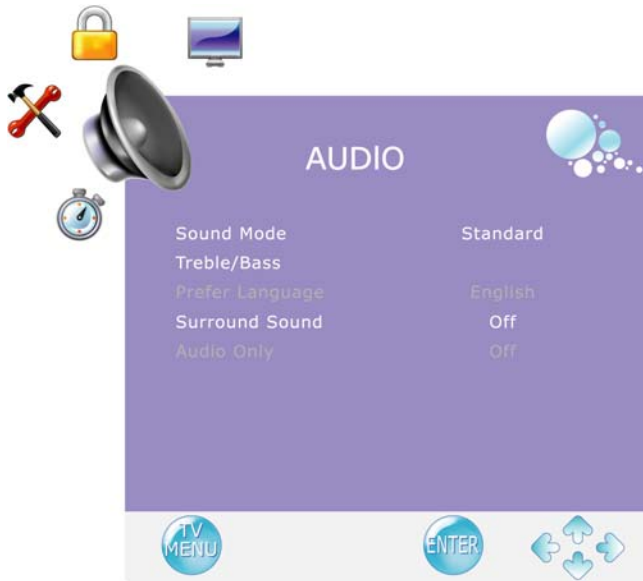 AUDIO
Sound Mode Standard
Treble/Bass
Prefer Language English
Surround Sound Off
Audio Only Off
TV
MENU
ENTER